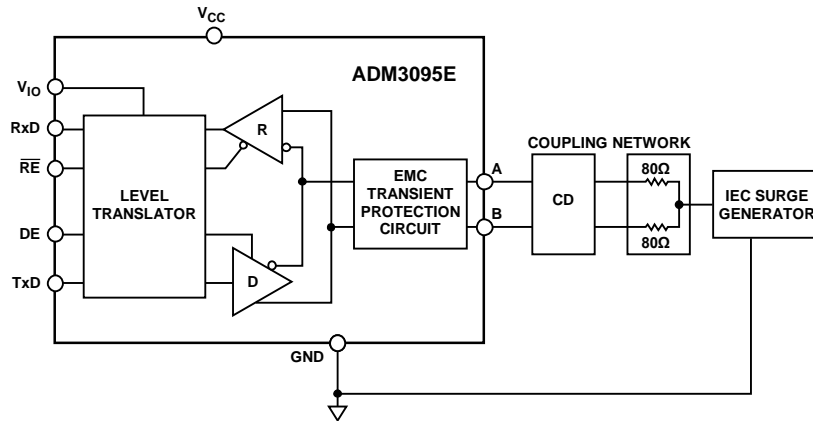 VCC
ADM3095E
VIO
RxD
RE
DE
TxD
LEVEL
TRANSLATOR
R
D
EMC
TRANSIENT
PROTECTION
CIRCUIT
A
B
COUPLING NETWORK
CD
80Ω
80Ω
IEC SURGE
GENERATOR
GND